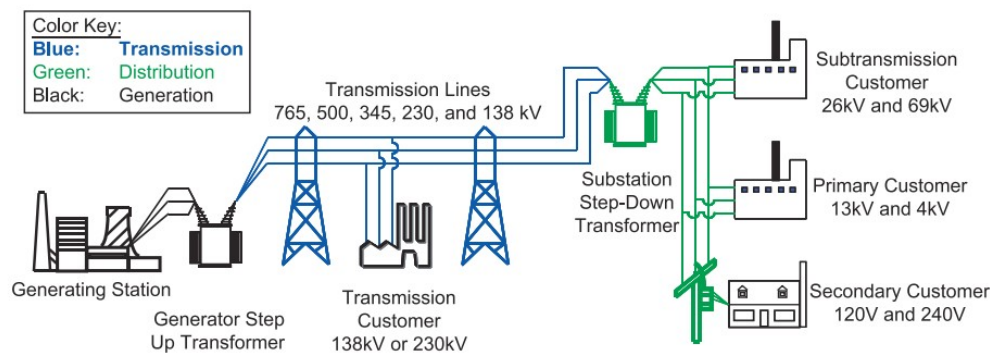 Color Key:
Blue: Transmission
Green: Distribution
Black: Generation
Transmission Lines
765, 500, 345, 230, and 138 kV
Subtransmission
Customer
26kV and 69kV
Substation
Step-Down
Transformer
Primary Customer
13kV and 4kV
Generating Station
Generator Step
Up Transformer
Transmission
Customer
138kV or 230kV
Secondary Customer
120V and 240V